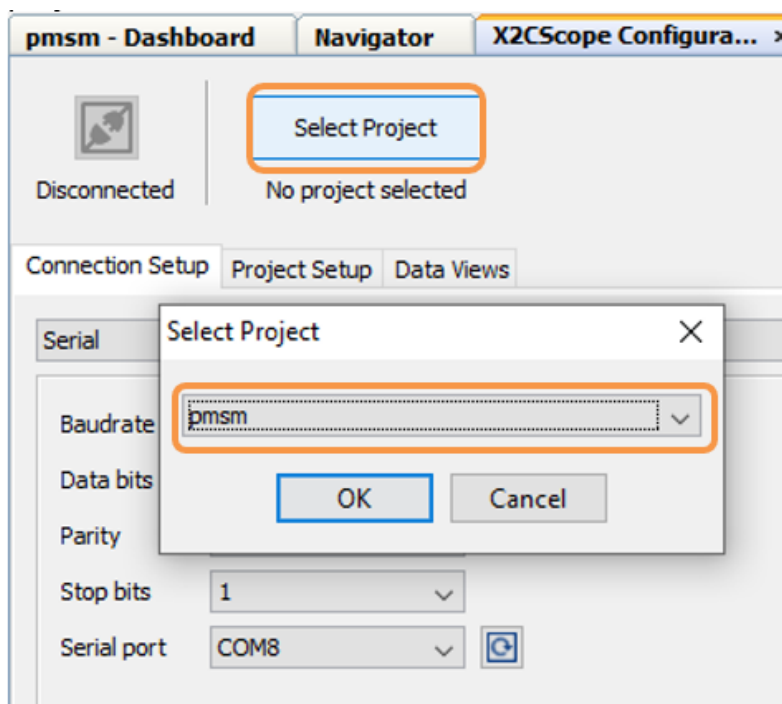 pmsm - Dashboard Navigator X2CScope Configura...
Select Project
Disconnected No project selected
Connection Setup Project Setup Data Views
Serial
Select Project
Baudrate
pmsm
Data bits
OK Cancel
Parity
Stop bits 1
Serial port COM8